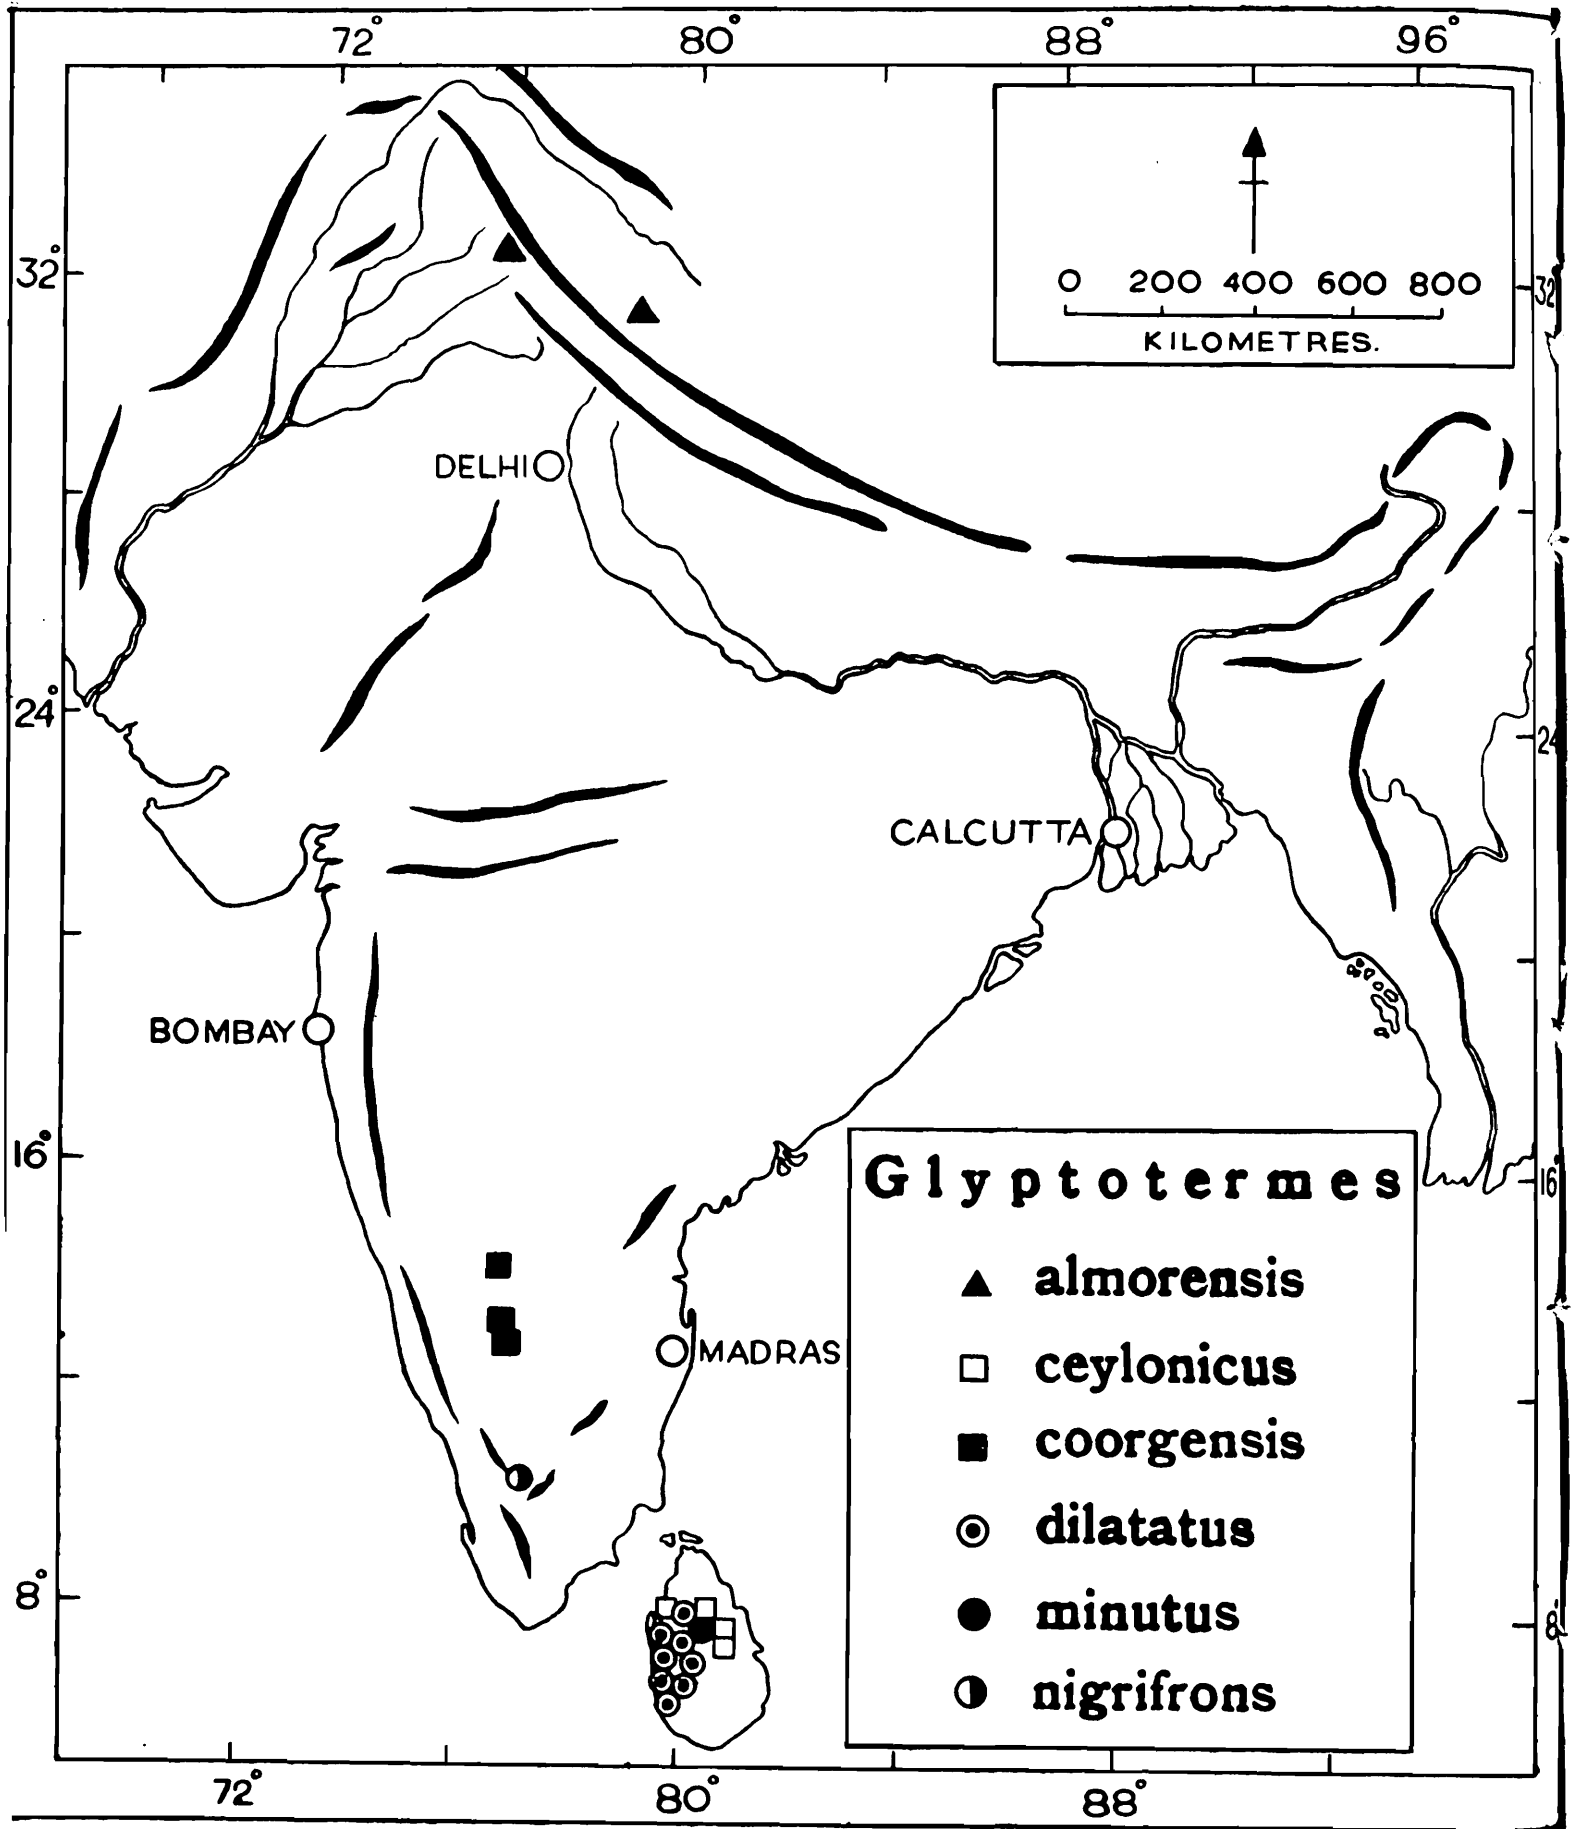 72° 80° 88° 96°
0 200 400 600 800
KILOMETRES.
32° 32
DELHI
24° 24
CALCUTTA
BOMBAY
16° 16°
Glyptotermes
almorensis
MADRAS
ceylonicus
coorgensis
dilatatus
8° 8°
minutus
nigrifrons
72° 80° 88°